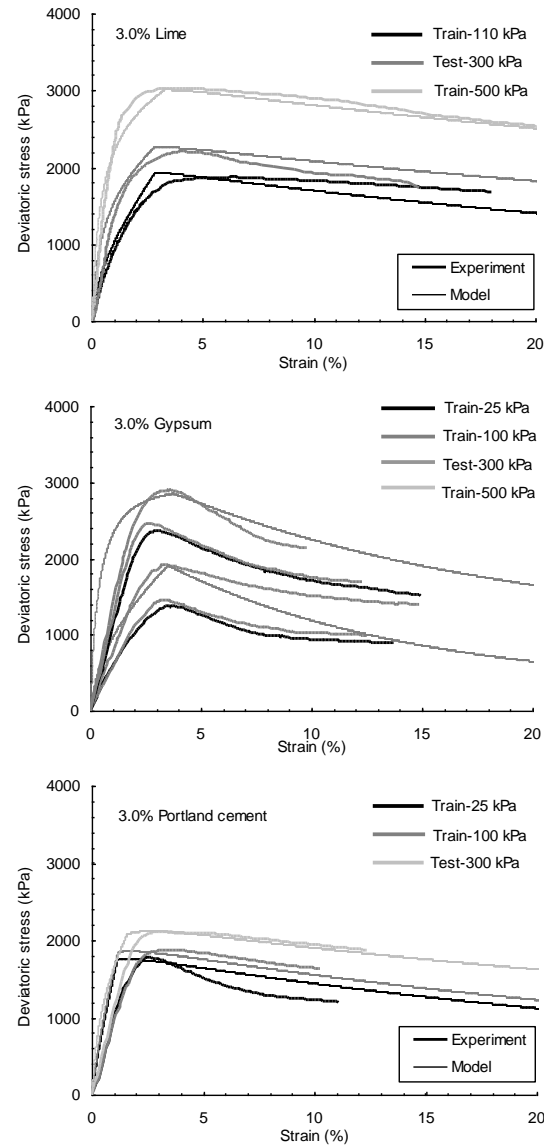 4000
3.0% Lime
Train-110 kPa
Test-300 kPa
Train-500 kPa
3000
2000
1000
0
Deviatoric stress (kPa)
Experiment
Model
0 5 10 15 20
Strain (%)
4000
3.0% Gypsum
Train-25 kPa
Train-100 kPa
Test-300 kPa
Train-500 kPa
3000
2000
1000
0
Deviatoric stress (kPa)
0 5 10 15 20
Strain (%)
4000
3.0% Portland cement
Train-25 kPa
Train-100 kPa
Test-300 kPa
3000
2000
1000
0
Deviatoric stress (kPa)
Experiment
Model
0 5 10 15 20
Strain (%)